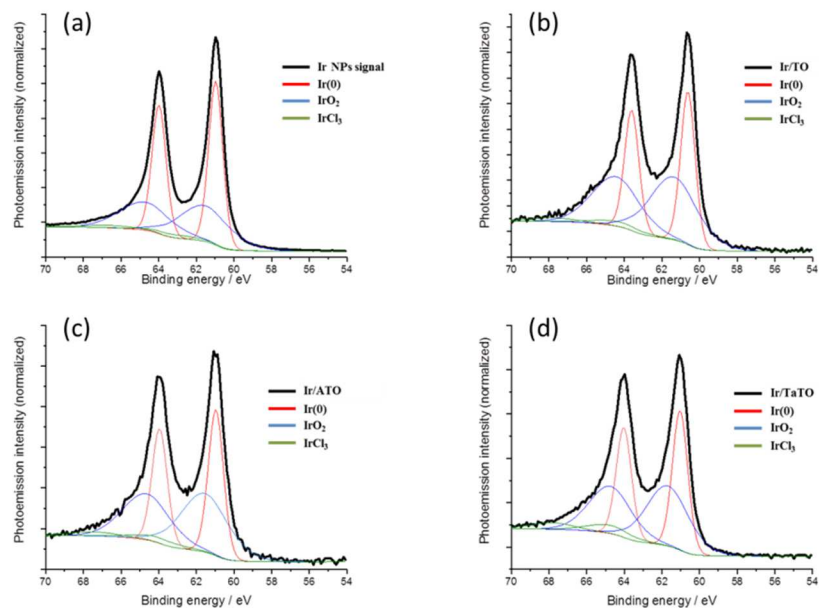 (a)
Photoemission intensity (normalized)
Ir NPs signal
Ir(0)
IrO₂
IrCl₃
70 68 66 64 62 60 58 56 54
Binding energy / eV
(b)
Photoemission intensity (normalized)
Ir/TO
Ir(0)
IrO₂
IrCl₃
70 68 66 64 62 60 58 56 54
Binding energy / eV
(c)
Photoemission intensity (normalized)
Ir/ATO
Ir(0)
IrO₂
IrCl₃
70 68 66 64 62 60 58 56 54
Binding energy / eV
(d)
Photoemission intensity (normalized)
Ir/TaTO
Ir(0)
IrO₂
IrCl₃
70 68 66 64 62 60 58 56 54
Binding energy / eV